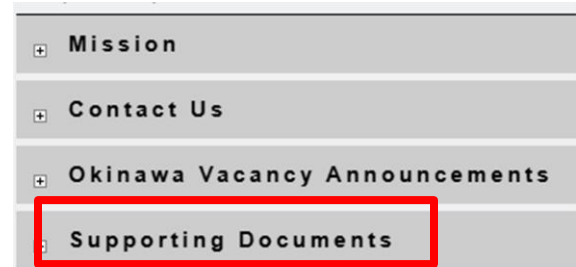 Mission
Contact Us
Okinawa Vacancy Announcements
Supporting Documents